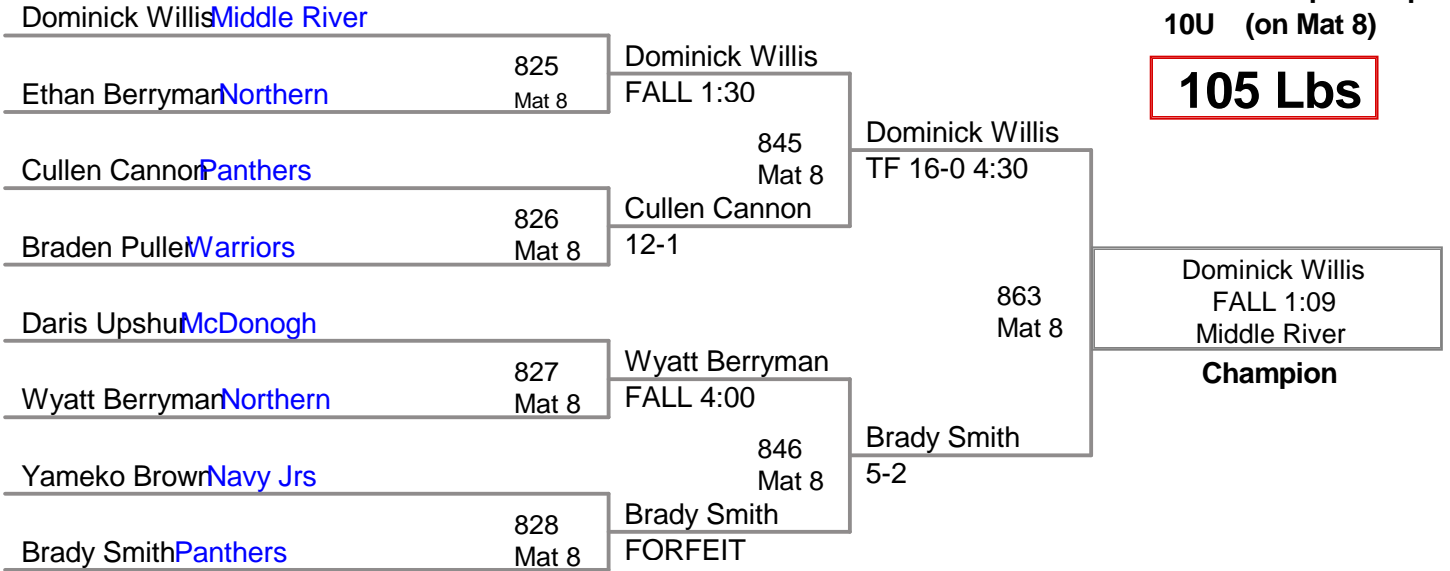 Dominick Willis Middle River
10U (on Mat 8)
105 Lbs
825
Mat 8
Dominick Willis
FALL 1:30
Ethan Berryman Northern
845
Mat 8
Dominick Willis
TF 16-0 4:30
Cullen Cannon Panthers
826
Mat 8
Cullen Cannon
12-1
Braden Puller Warriors
863
Mat 8
Dominick Willis
FALL 1:09
Middle River
Champion
Daris Upshur McDonogh
827
Mat 8
Wyatt Berryman
FALL 4:00
Wyatt Berryman Northern
846
Mat 8
Brady Smith
5-2
Yameko Brown Navy Jrs
828
Mat 8
Brady Smith
FORFEIT
Brady Smith Panthers